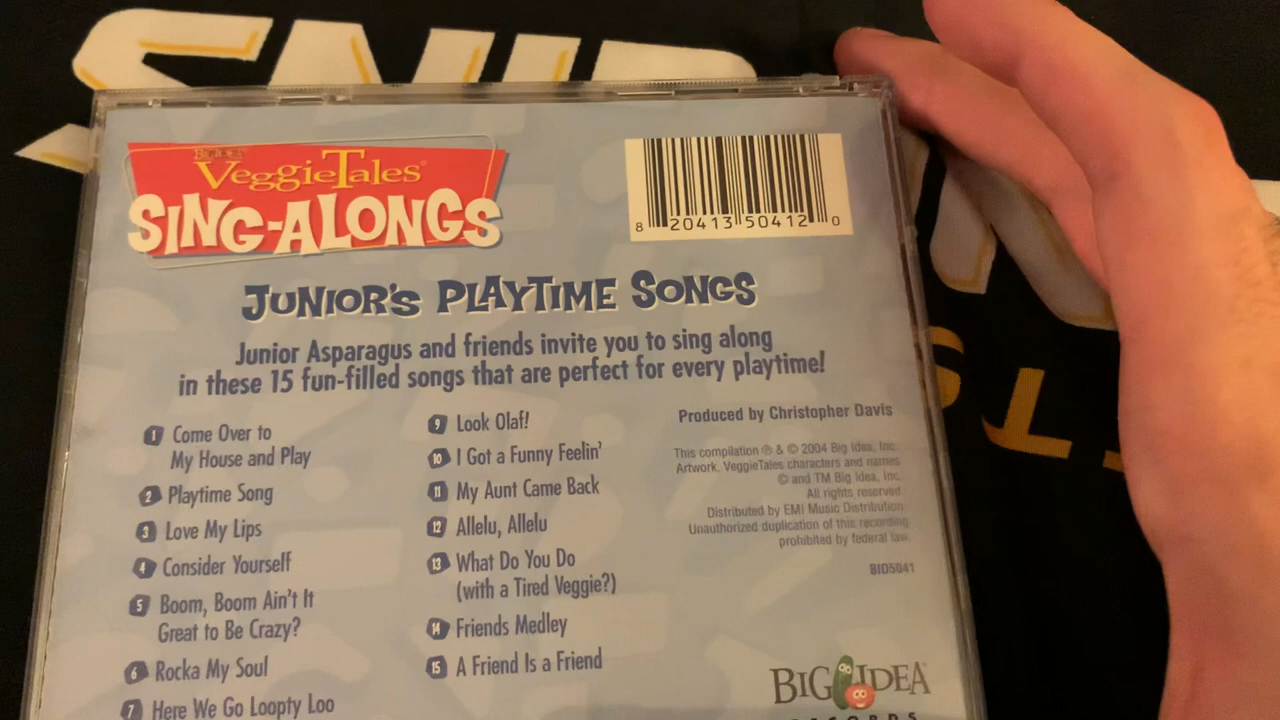 BIG IDEA'S
VeggieTales®
SING-ALONGS
8 20413 50412 0
JUNIOR'S PLAYTIME SONGS
Junior Asparagus and friends invite you to sing along
in these 15 fun-filled songs that are perfect for every playtime!
1 Come Over to
My House and Play
2 Playtime Song
3 Love My Lips
4 Consider Yourself
5 Boom, Boom Ain't It
Great to Be Crazy?
6 Rocka My Soul
7 Here We Go Loopty Loo
9 Look Olaf!
10 I Got a Funny Feelin'
11 My Aunt Came Back
12 Allelu, Allelu
13 What Do You Do
(with a Tired Veggie?)
14 Friends Medley
15 A Friend Is a Friend
Produced by Christopher Davis
This compilation ℗ & © 2004 Big Idea, Inc.
Artwork, VeggieTales characters and names
© and TM Big Idea, Inc.
All rights reserved.
Distributed by EMI Music Distribution.
Unauthorized duplication of this recording
prohibited by federal law.
BID5041
BIG IDEA®
RECORDS